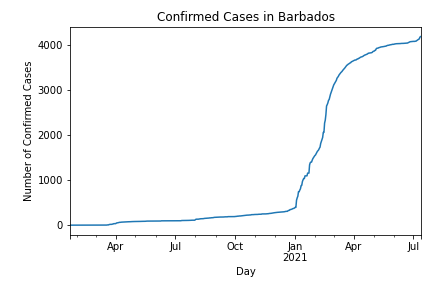 Confirmed Cases in Barbados
Number of Confirmed Cases
4000
3000
2000
1000
0
Apr
Jul
Oct
Jan
2021
Apr
Jul
Day